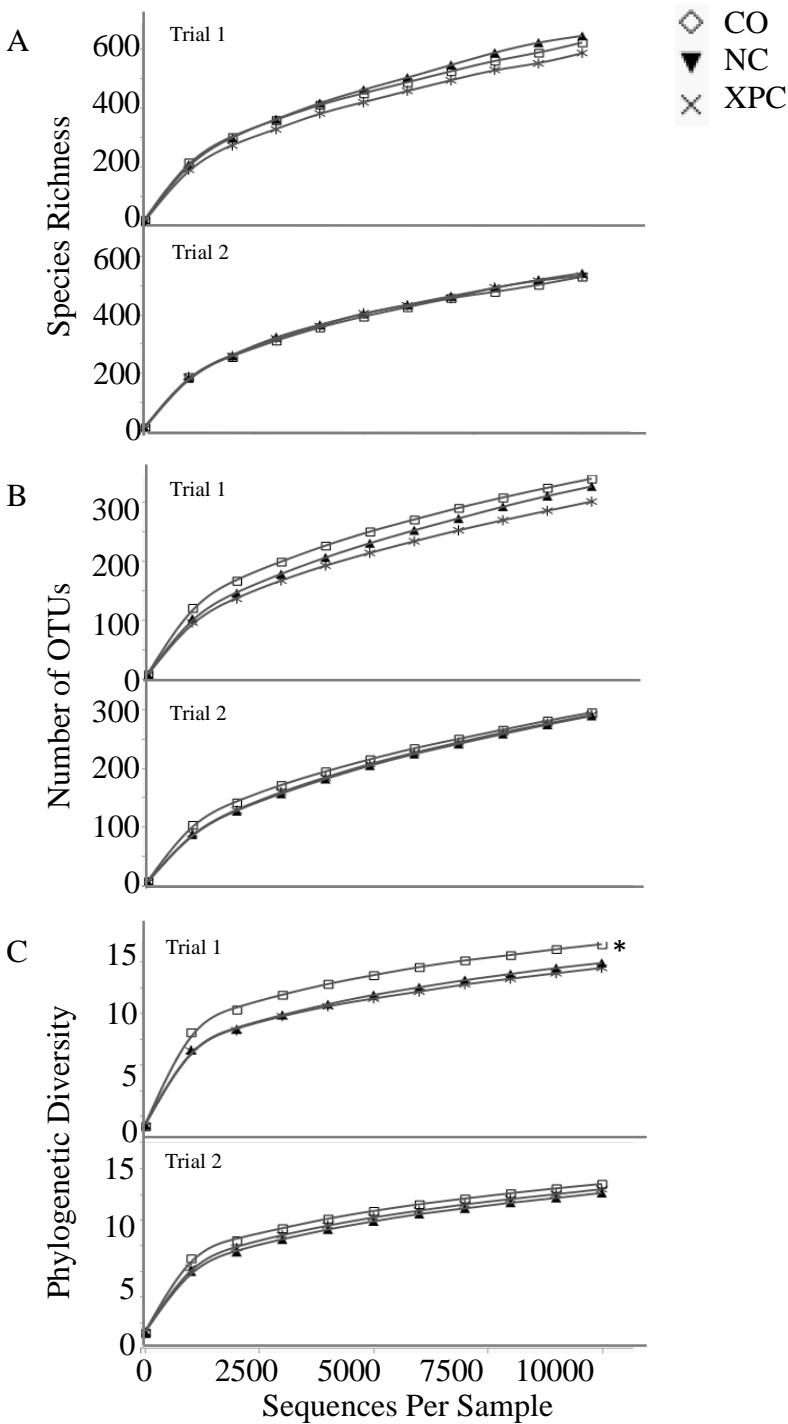 A
Trial 1
CO
NC
XPC
600
400
200
0
Species Richness
Trial 2
600
400
200
0
B
Trial 1
300
200
100
0
Number of OTUs
Trial 2
300
200
100
0
C
Trial 1
*
15
10
5
0
Phylogenetic Diversity
Trial 2
15
10
5
0
0 2500 5000 7500 10000
Sequences Per Sample